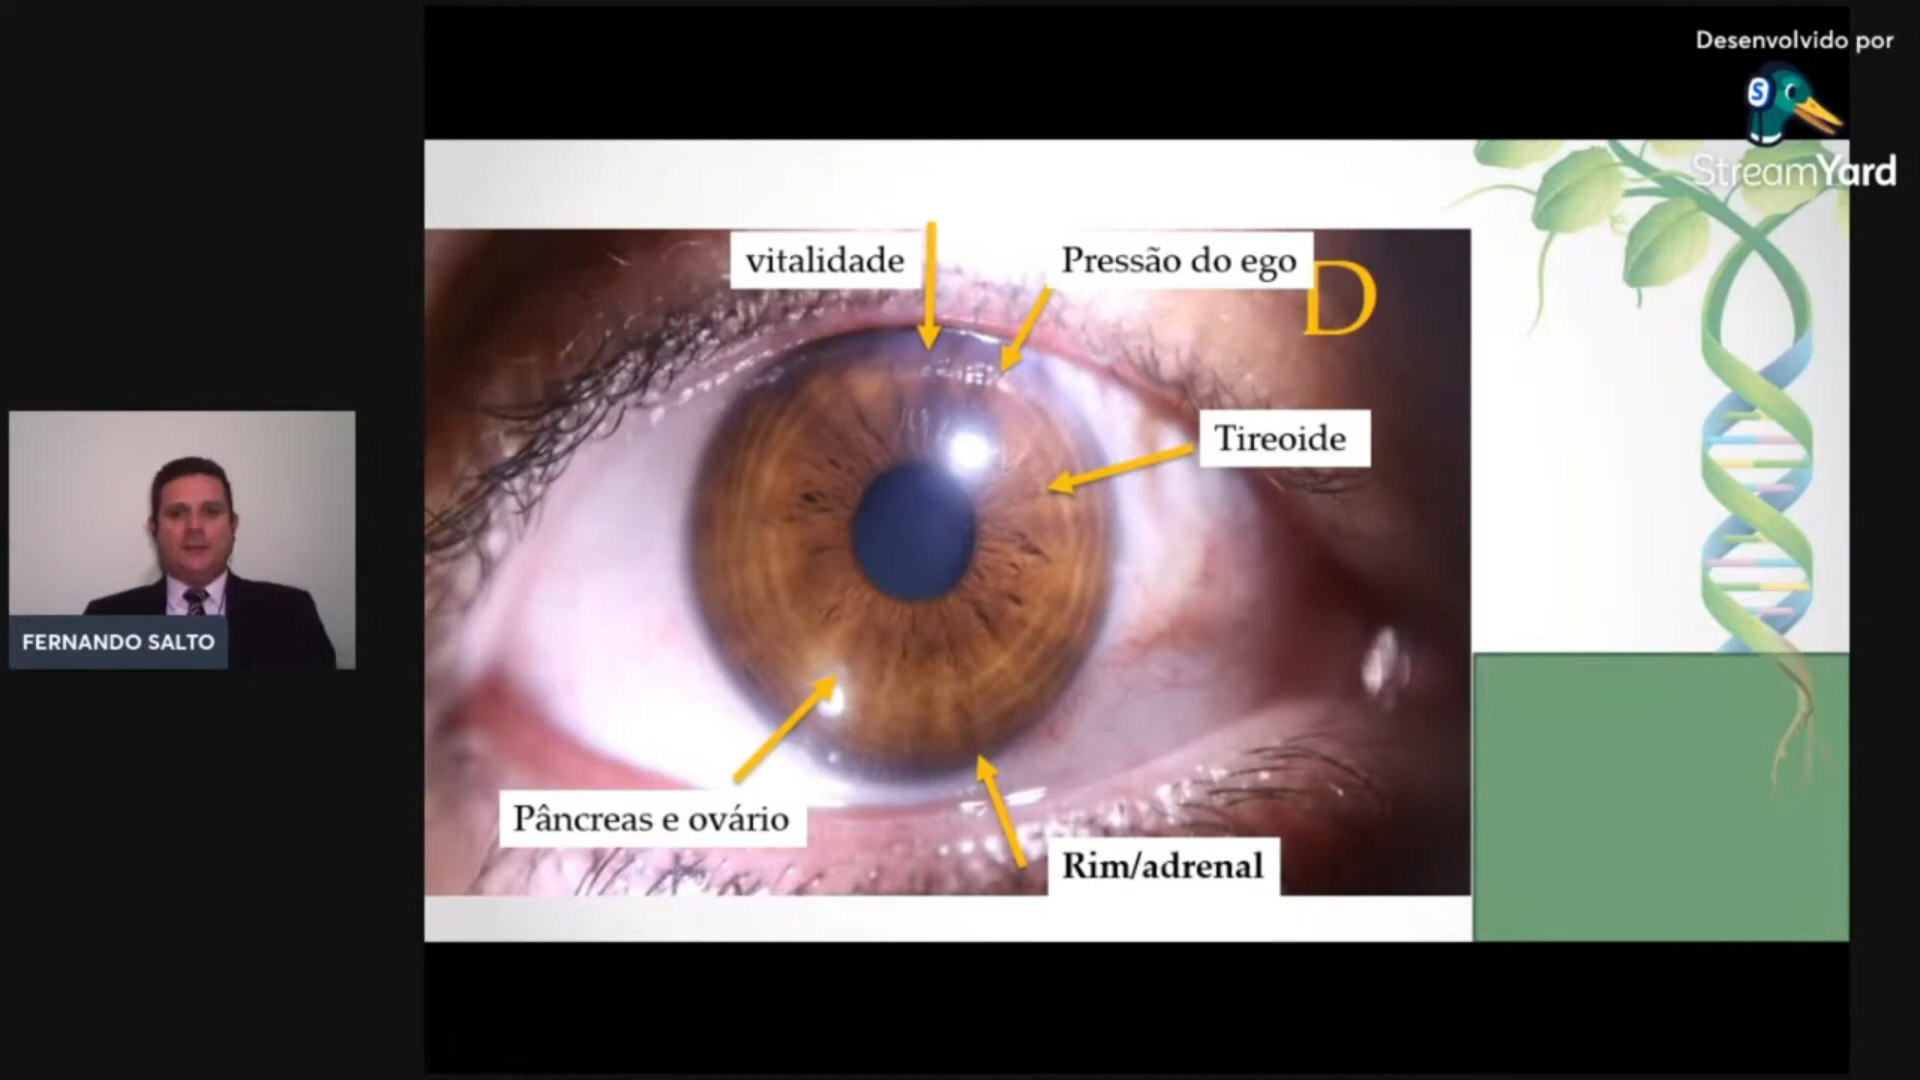 Desenvolvido por
S
StreamYard
vitalidade
Pressão do ego
D
Tireoide
FERNANDO SALTO
Pâncreas e ovário
Rim/adrenal